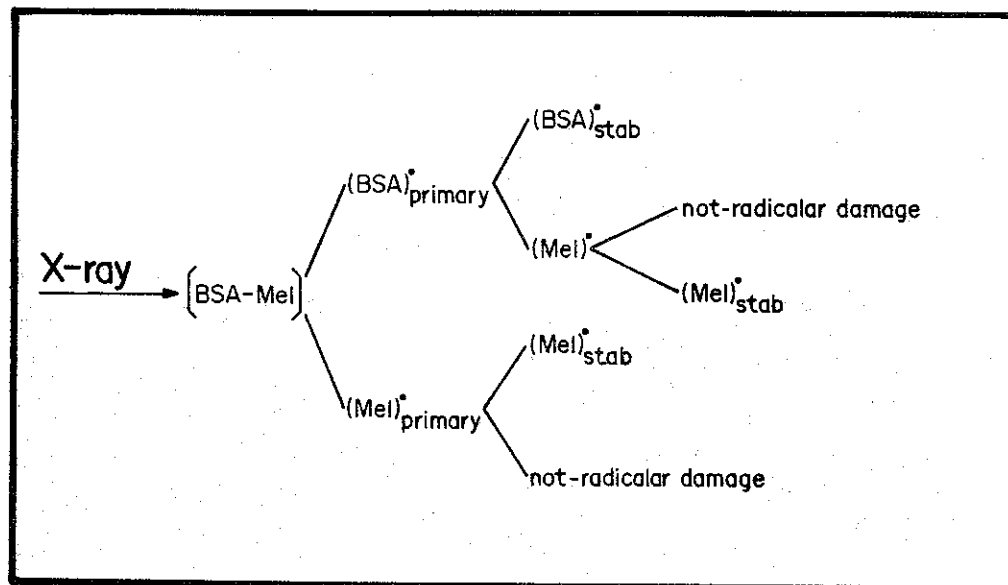 X-ray
[BSA-Mel]
(BSA)•primary
(BSA)•stab
(Mel)•
not-radicalar damage
(Mel)•stab
(Mel)•primary
(Mel)•stab
not-radicalar damage